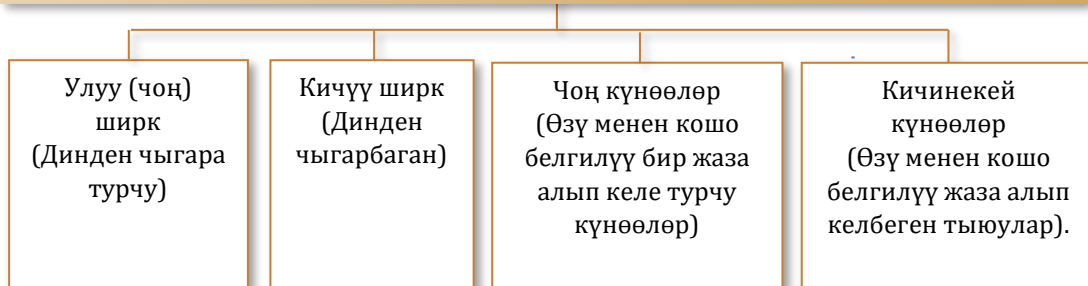 Улуу (чоң)
ширк
(Динден чыгара
турчу)
Кичүү ширк
(Динден
чыгарбаган)
Чоң күнөөлөр
(Өзү менен кошо
белгилүү бир жаза
алып келе турчу
күнөөлөр)
Кичинекей
күнөөлөр
(Өзү менен кошо
белгилүү жаза алып
келбеген тыюулар).